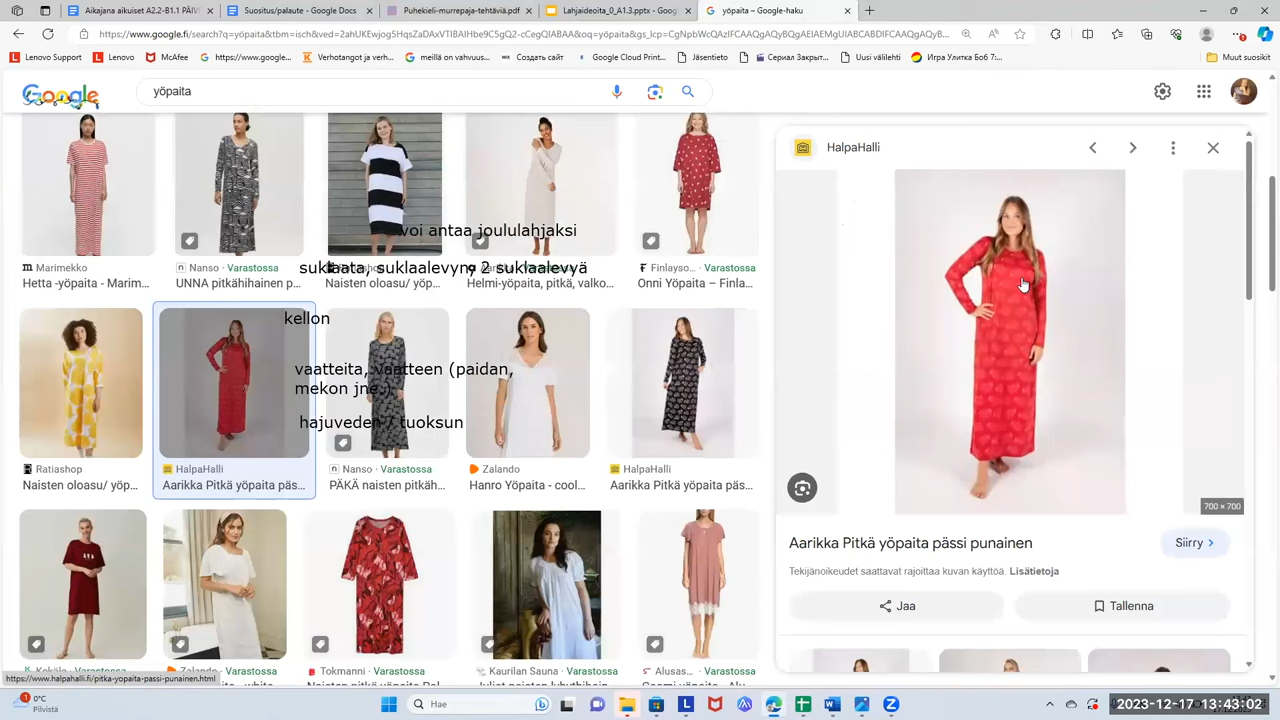 Aikajana aikuiset A2.2-B1.1 PÄIV
Suositus/palaute - Google Docs
Puhekieli-murrepaja-tehtäviä.pdf
Lahjaideoita_0_A1.3.pptx - Goog
yöpaita – Google-haku
Lenovo Support
Lenovo
McAfee
https://www.google...
Verhotangot ja verh...
meillä on vahvuus...
Создать сайт
Google Cloud Print...
Jäsentieto
Сериал Закрыт...
Uusi välilehti
Игра Улитка Боб 7:...
Muut suosikit
Google
yöpaita
HalpaHalli
voi antaa joululahjaksi
Marimekko
Nanso · Varastossa
Finlayso... · Varastossa
suklaata, suklaalevyn, 2 suklaalevyä
Hetta -yöpaita - Marim...
UNNA pitkähihainen p...
Naisten oloasu/ yöp...
Helmi-yöpaita, pitkä, valko...
Onni Yöpaita – Finla...
kellon
vaatteita, vaatteen (paidan,
mekon jne.)
hajuveden / tuoksun
Ratiashop
HalpaHalli
Nanso · Varastossa
Zalando
HalpaHalli
Naisten oloasu/ yöp...
Aarikka Pitkä yöpaita päs...
PÄKÄ naisten pitkäh...
Hanro Yöpaita - cool...
Aarikka Pitkä yöpaita päs...
700 × 700
Aarikka Pitkä yöpaita pässi punainen
Siirry
Tekijänoikeudet saattavat rajoittaa kuvan käyttöä. Lisätietoja
Jaa
Tallenna
Varastossa
Tokmanni · Varastossa
Kaurilan Sauna · Varastossa
Alusas... · Varastossa
https://www.halpahalli.fi/pitka-yopaita-passi-punainen.html
0°C
Pilvistä
Hae
2023-12-17 13:43:02